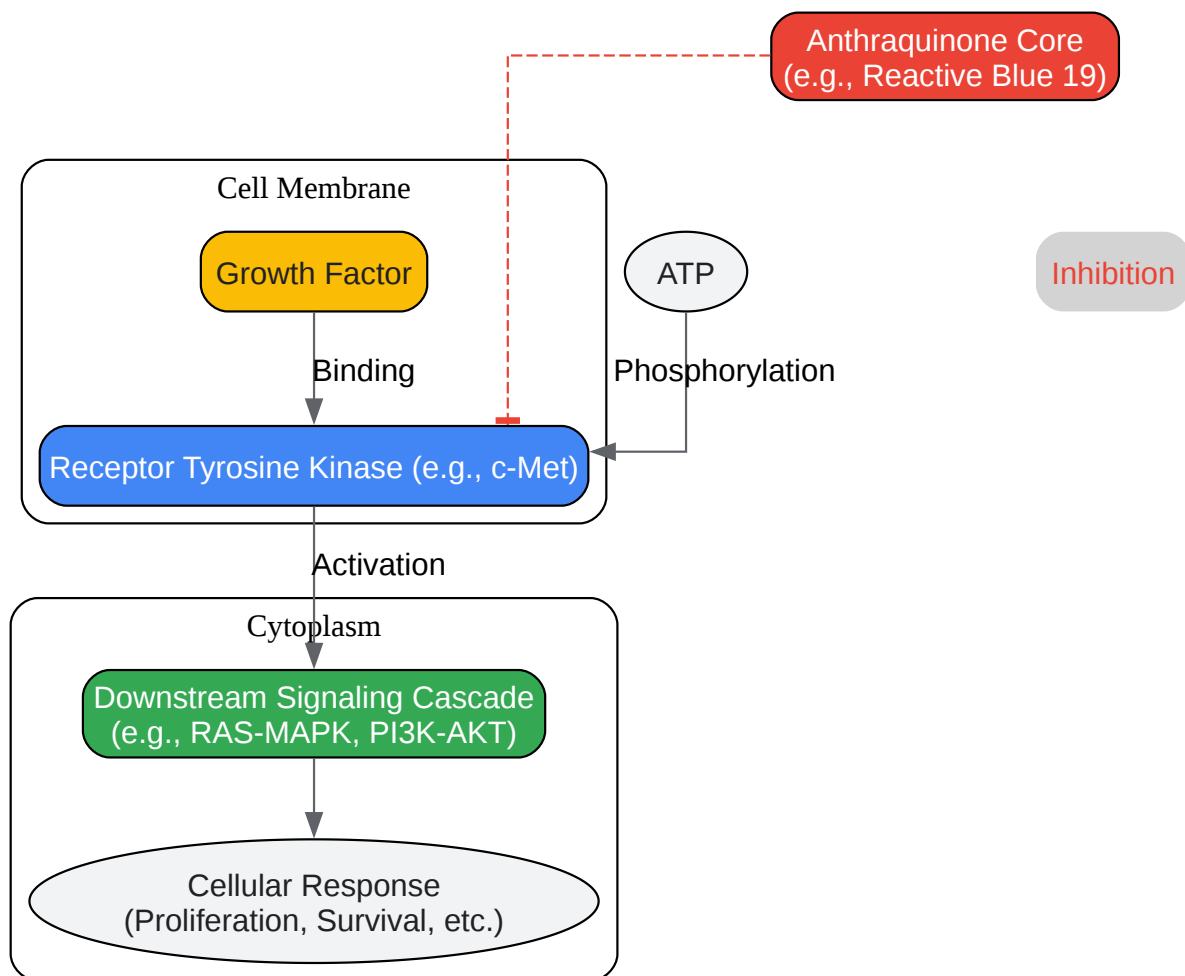 Anthraquinone Core
(e.g., Reactive Blue 19)
Cell Membrane
Growth Factor
ATP
Inhibition
Binding
Phosphorylation
Receptor Tyrosine Kinase (e.g., c-Met)
Activation
Cytoplasm
Downstream Signaling Cascade
(e.g., RAS-MAPK, PI3K-AKT)
Cellular Response
(Proliferation, Survival, etc.)